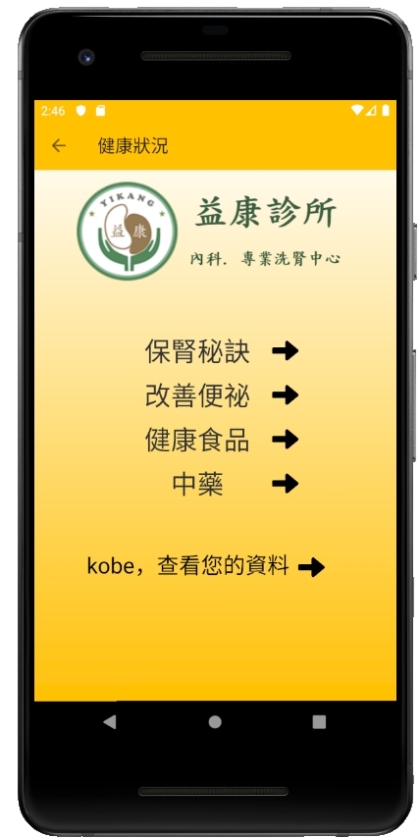 2:46
健康狀況
YIKANG
益康
益康診所
內科. 專業洗腎中心
保腎秘訣
改善便祕
健康食品
中藥
kobe，查看您的資料